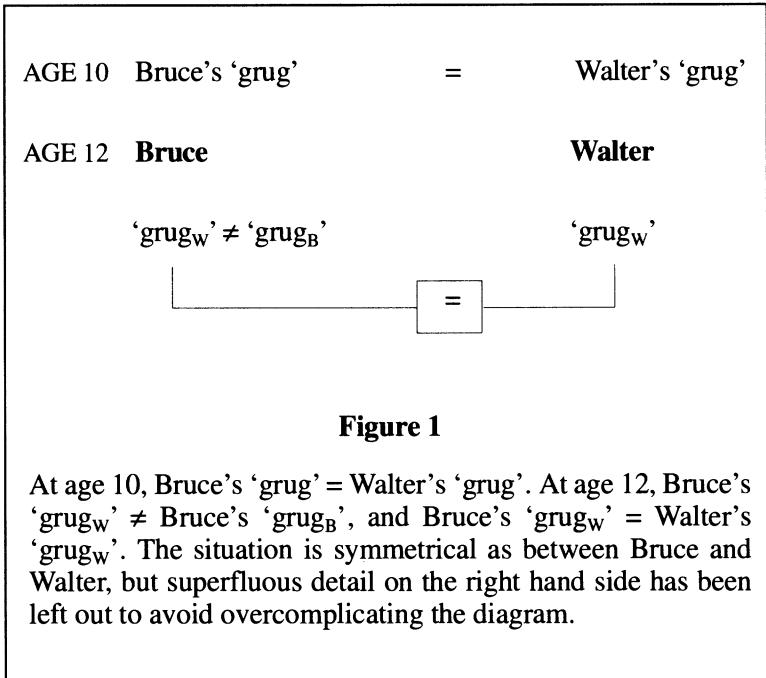 AGE 10 Bruce's ‘grug’ = Walter's ‘grug’
AGE 12 Bruce Walter
‘grugW’ ≠ ‘grugB’ ‘grugW’
=
Figure 1
At age 10, Bruce's ‘grug’ = Walter's ‘grug’. At age 12, Bruce's
‘grugW’ ≠ Bruce's ‘grugB’, and Bruce's ‘grugW’ = Walter's
‘grugW’. The situation is symmetrical as between Bruce and
Walter, but superfluous detail on the right hand side has been
left out to avoid overcomplicating the diagram.